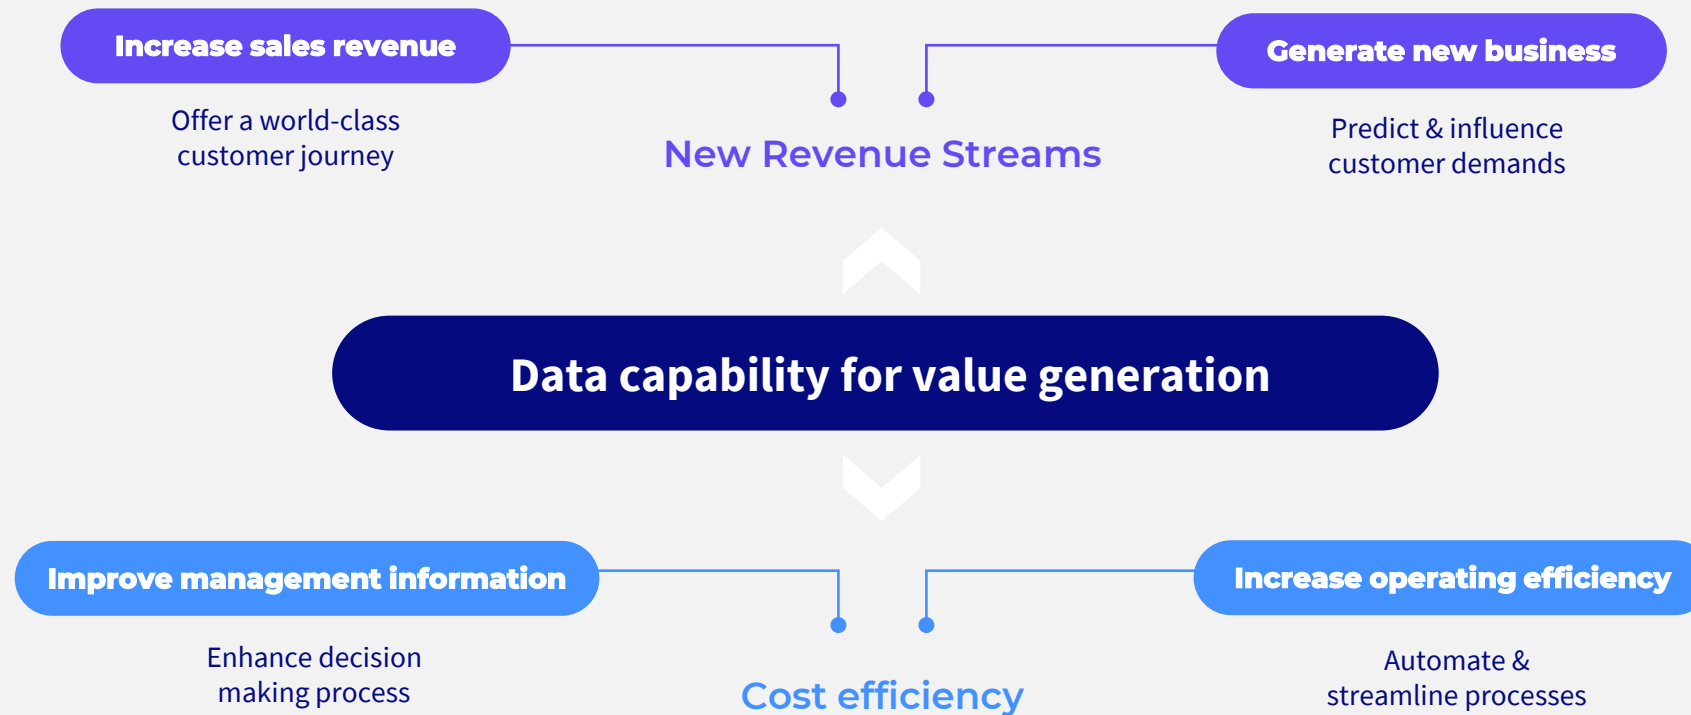 Increase sales revenue
Generate new business
Offer a world-class
customer journey
Predict & influence
customer demands
New Revenue Streams
Data capability for value generation
Improve management information
Increase operating efficiency
Enhance decision
making process
Automate &
streamline processes
Cost efficiency